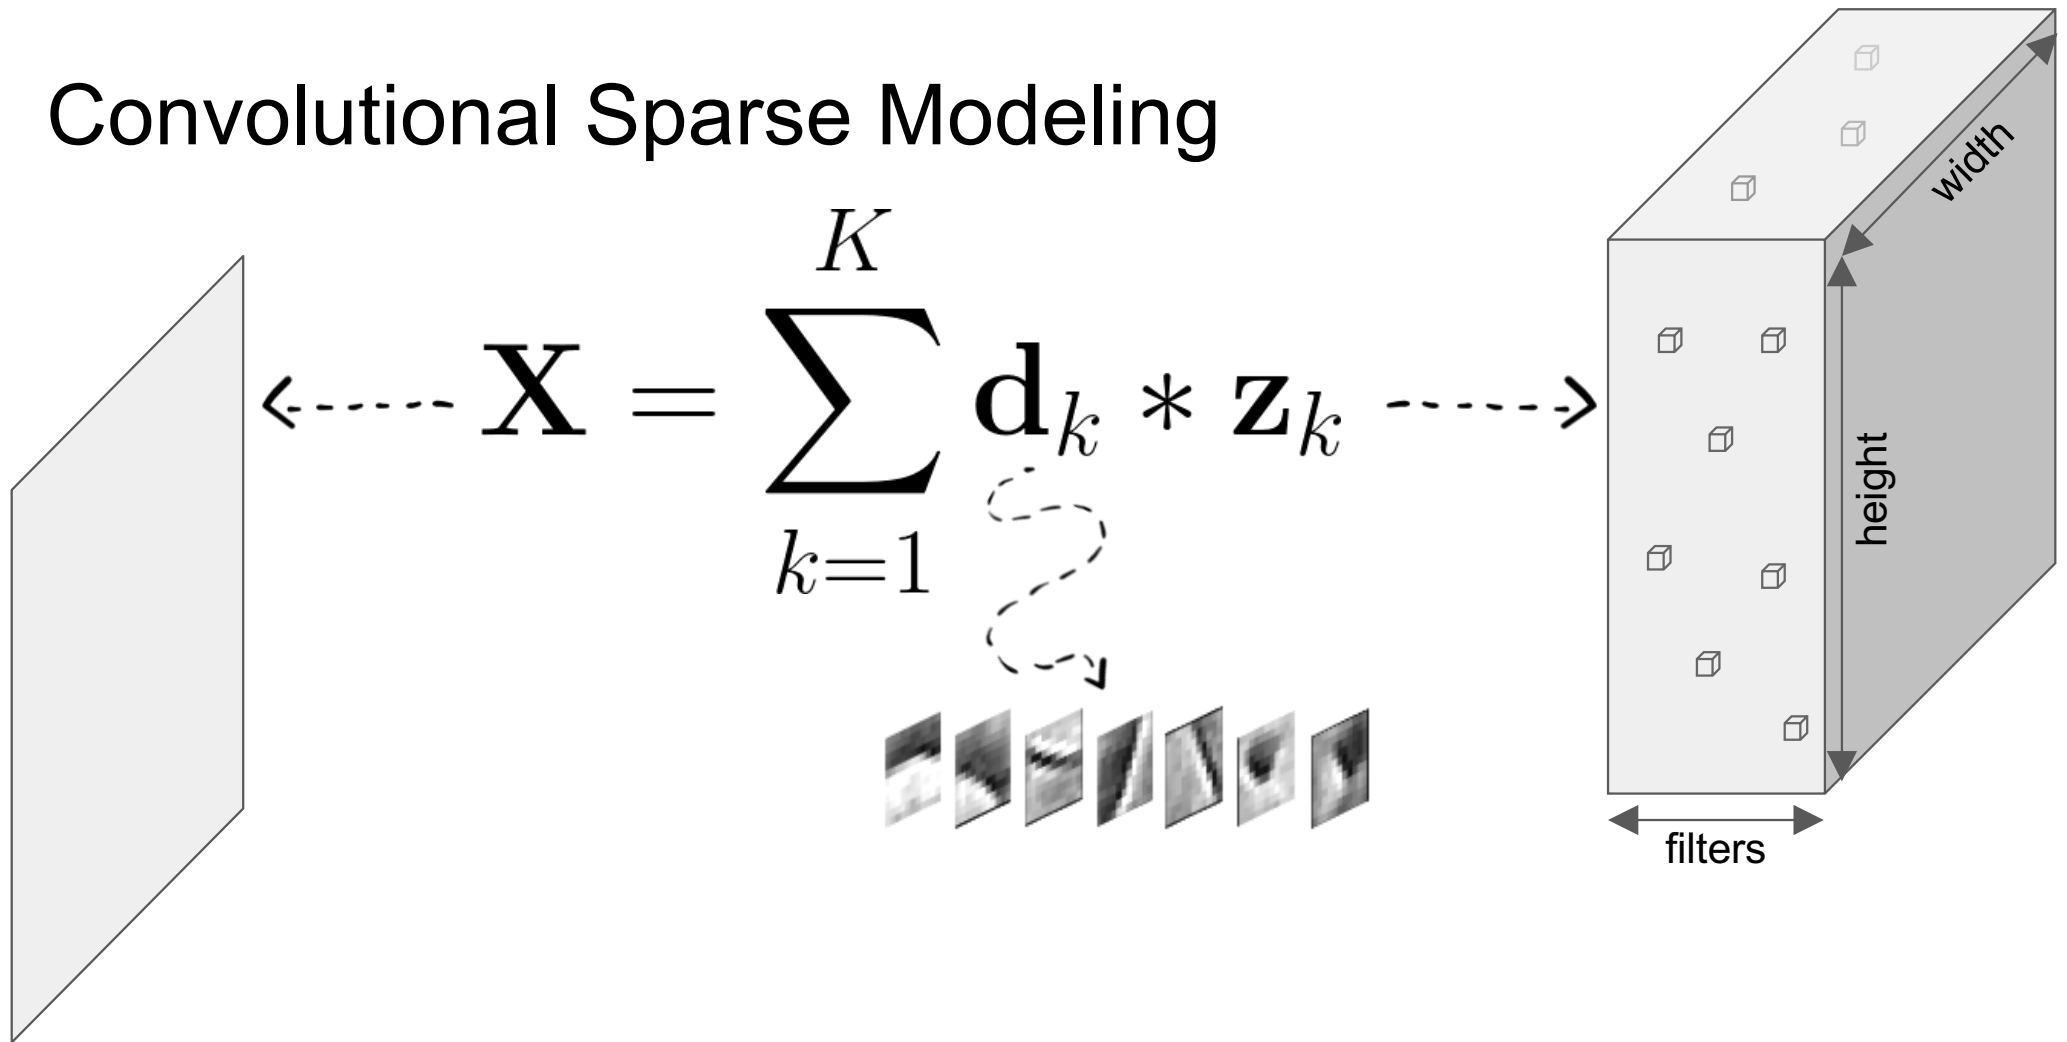 Convolutional Sparse Modeling
width
K
X = ∑ d_k * z_k
k=1
height
filters